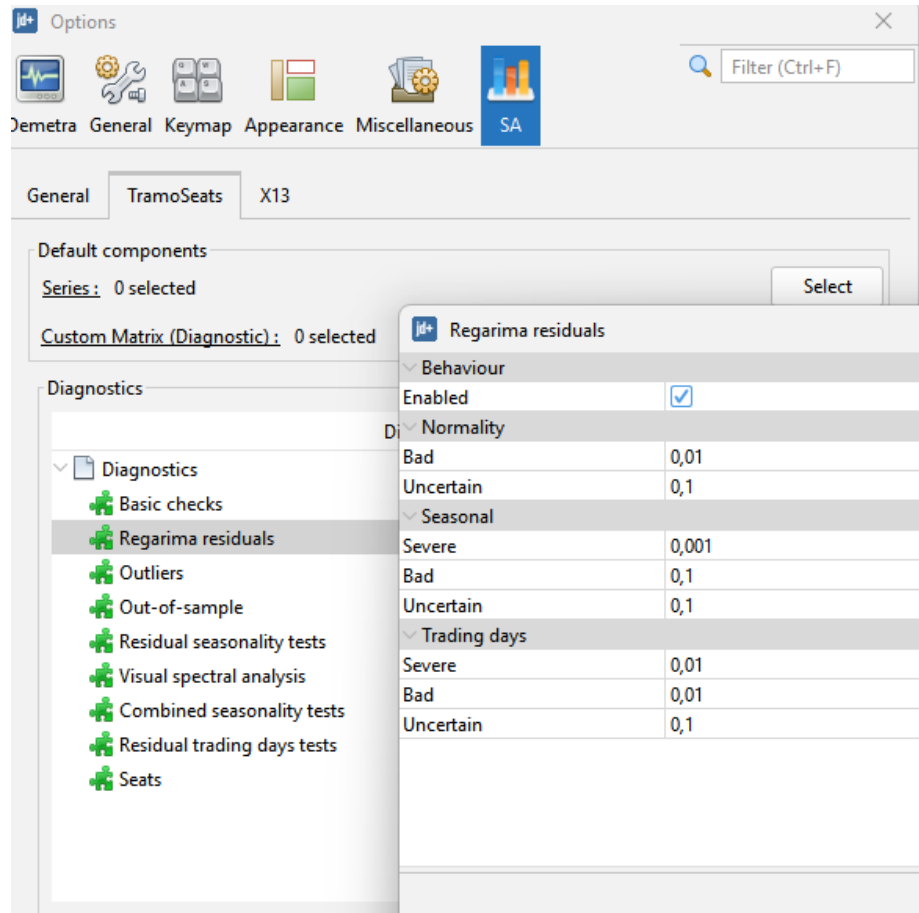 jd+ Options
Filter (Ctrl+F)
Demetra General Keymap Appearance Miscellaneous SA
General TramoSeats X13
Default components
Series : 0 selected
Select
Custom Matrix (Diagnostic) : 0 selected
Diagnostics
Di
Diagnostics
Basic checks
Regarima residuals
Outliers
Out-of-sample
Residual seasonality tests
Visual spectral analysis
Combined seasonality tests
Residual trading days tests
Seats
jd+ Regarima residuals
Behaviour
Enabled
Normality
Bad 0,01
Uncertain 0,1
Seasonal
Severe 0,001
Bad 0,1
Uncertain 0,1
Trading days
Severe 0,01
Bad 0,01
Uncertain 0,1